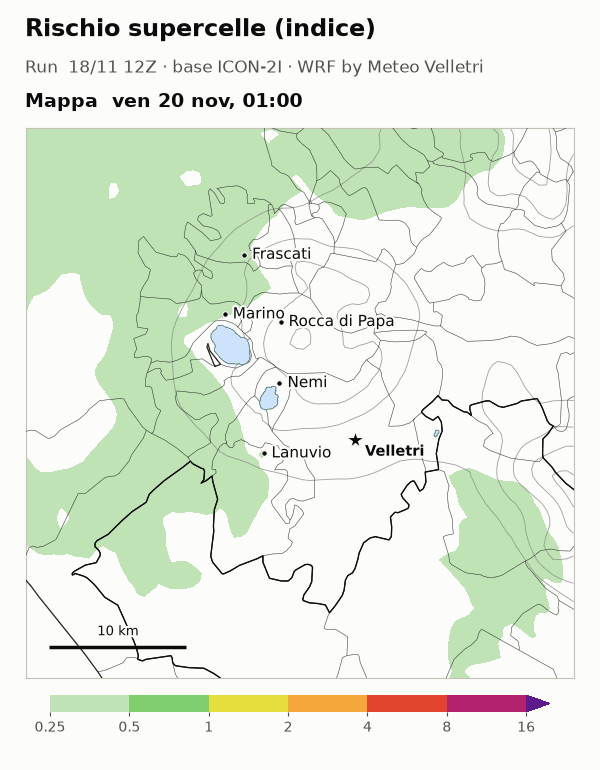 Rischio supercelle (indice)
Run  18/11 12Z · base ICON-2I · WRF by Meteo Velletri
Mappa  ven 20 nov, 01:00
Frascati
Marino
Rocca di Papa
Nemi
Velletri
Lanuvio
10 km
0.25 0.5 1 2 4 8 16